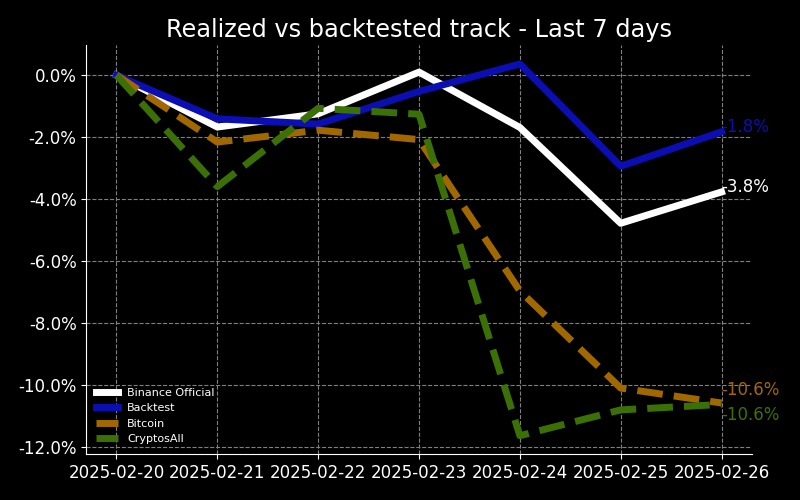 Realized vs backtested track - Last 7 days
0.0%
-2.0%
-4.0%
-6.0%
-8.0%
-10.0%
-12.0%
-1.8%
-3.8%
-10.6%
-10.6%
Binance Official
Backtest
Bitcoin
CryptosAll
2025-02-20 2025-02-21 2025-02-22 2025-02-23 2025-02-24 2025-02-25 2025-02-26